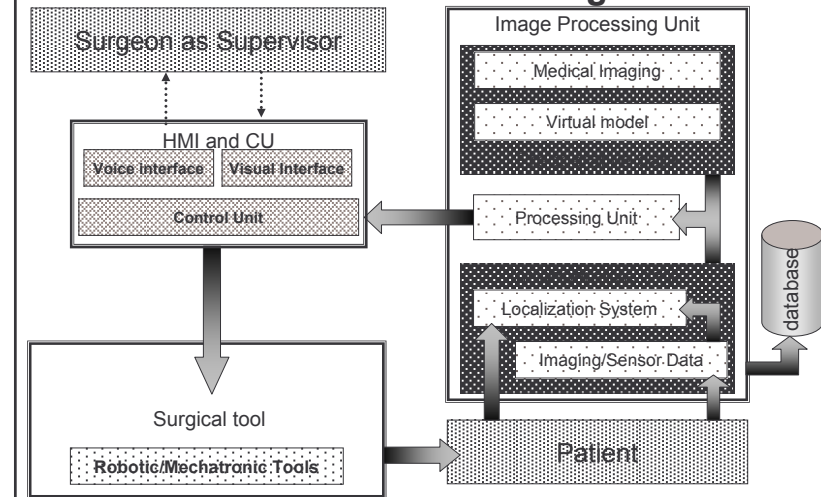 Surgeon as Supervisor
HMI and CU
Voice interface
Visual Interface
Control Unit
Surgical tool
Robotic/Mechatronic Tools
Image Processing Unit
Medical Imaging
Virtual model
Processing Unit
Localization System
Imaging/Sensor Data
database
Patient